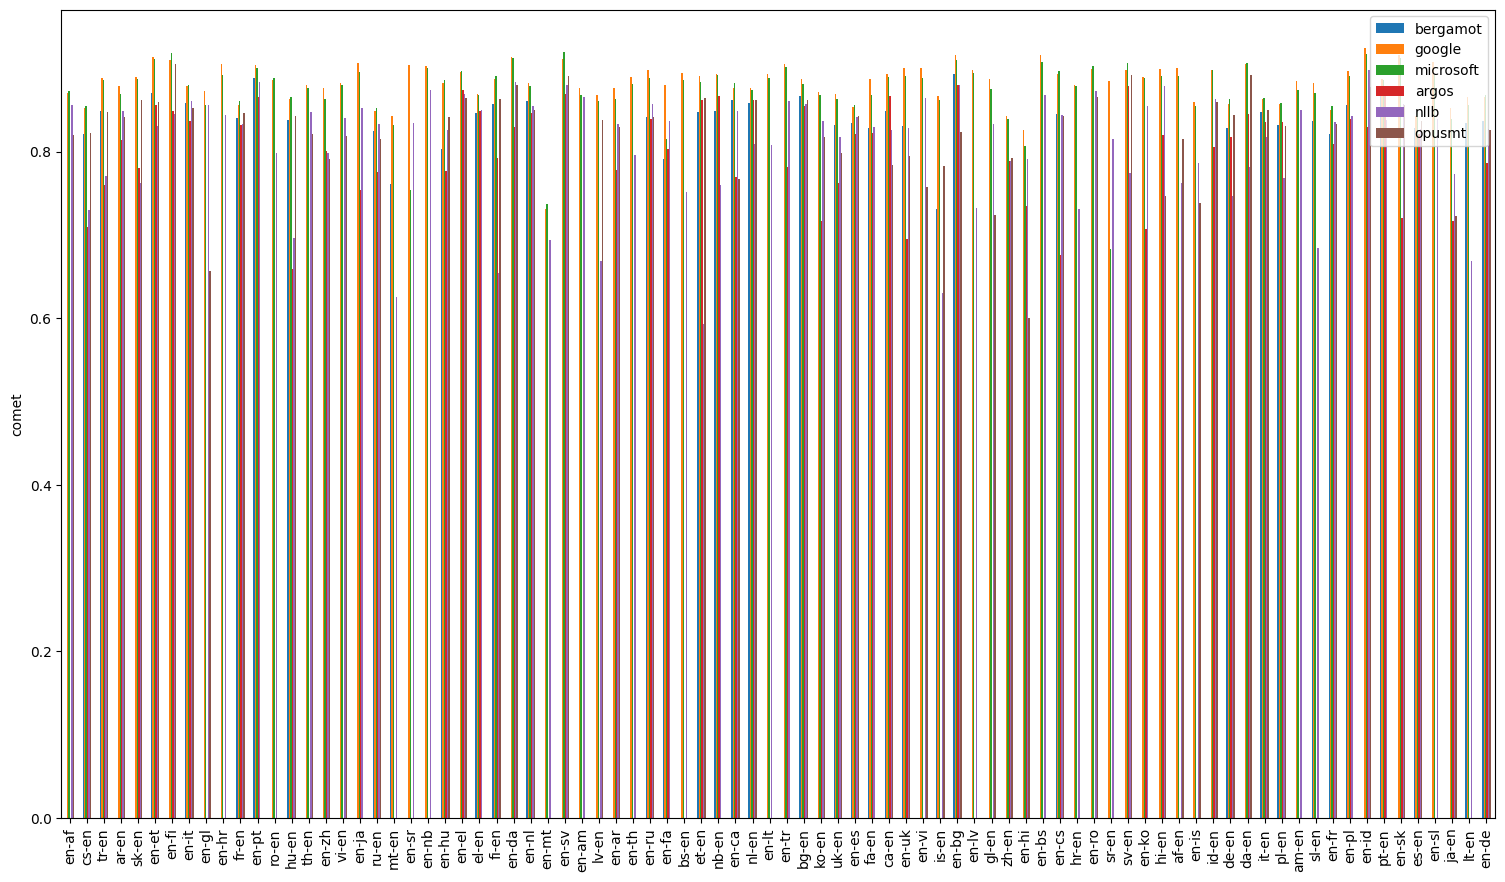 bergamot
google
microsoft
argos
nllb
opusmt
comet
0.8
0.6
0.4
0.2
0.0
en-af
cs-en
tr-en
ar-en
sk-en
en-et
en-fi
en-it
en-gl
en-hr
fr-en
en-pt
ro-en
hu-en
th-en
en-zh
vi-en
en-ja
ru-en
mt-en
en-sr
en-nb
en-hu
en-el
el-en
fi-en
en-da
en-nl
en-mt
en-sv
en-am
lv-en
en-ar
en-th
en-ru
en-fa
bs-en
et-en
nb-en
en-ca
nl-en
en-lt
en-tr
bg-en
ko-en
uk-en
en-es
fa-en
ca-en
en-uk
en-vi
is-en
en-bg
en-lv
gl-en
zh-en
en-hi
en-bs
en-cs
hr-en
en-ro
sr-en
sv-en
en-ko
hi-en
af-en
en-is
id-en
de-en
da-en
it-en
pl-en
am-en
sl-en
en-fr
en-pl
en-id
pt-en
en-sk
es-en
en-sl
ja-en
lt-en
en-de